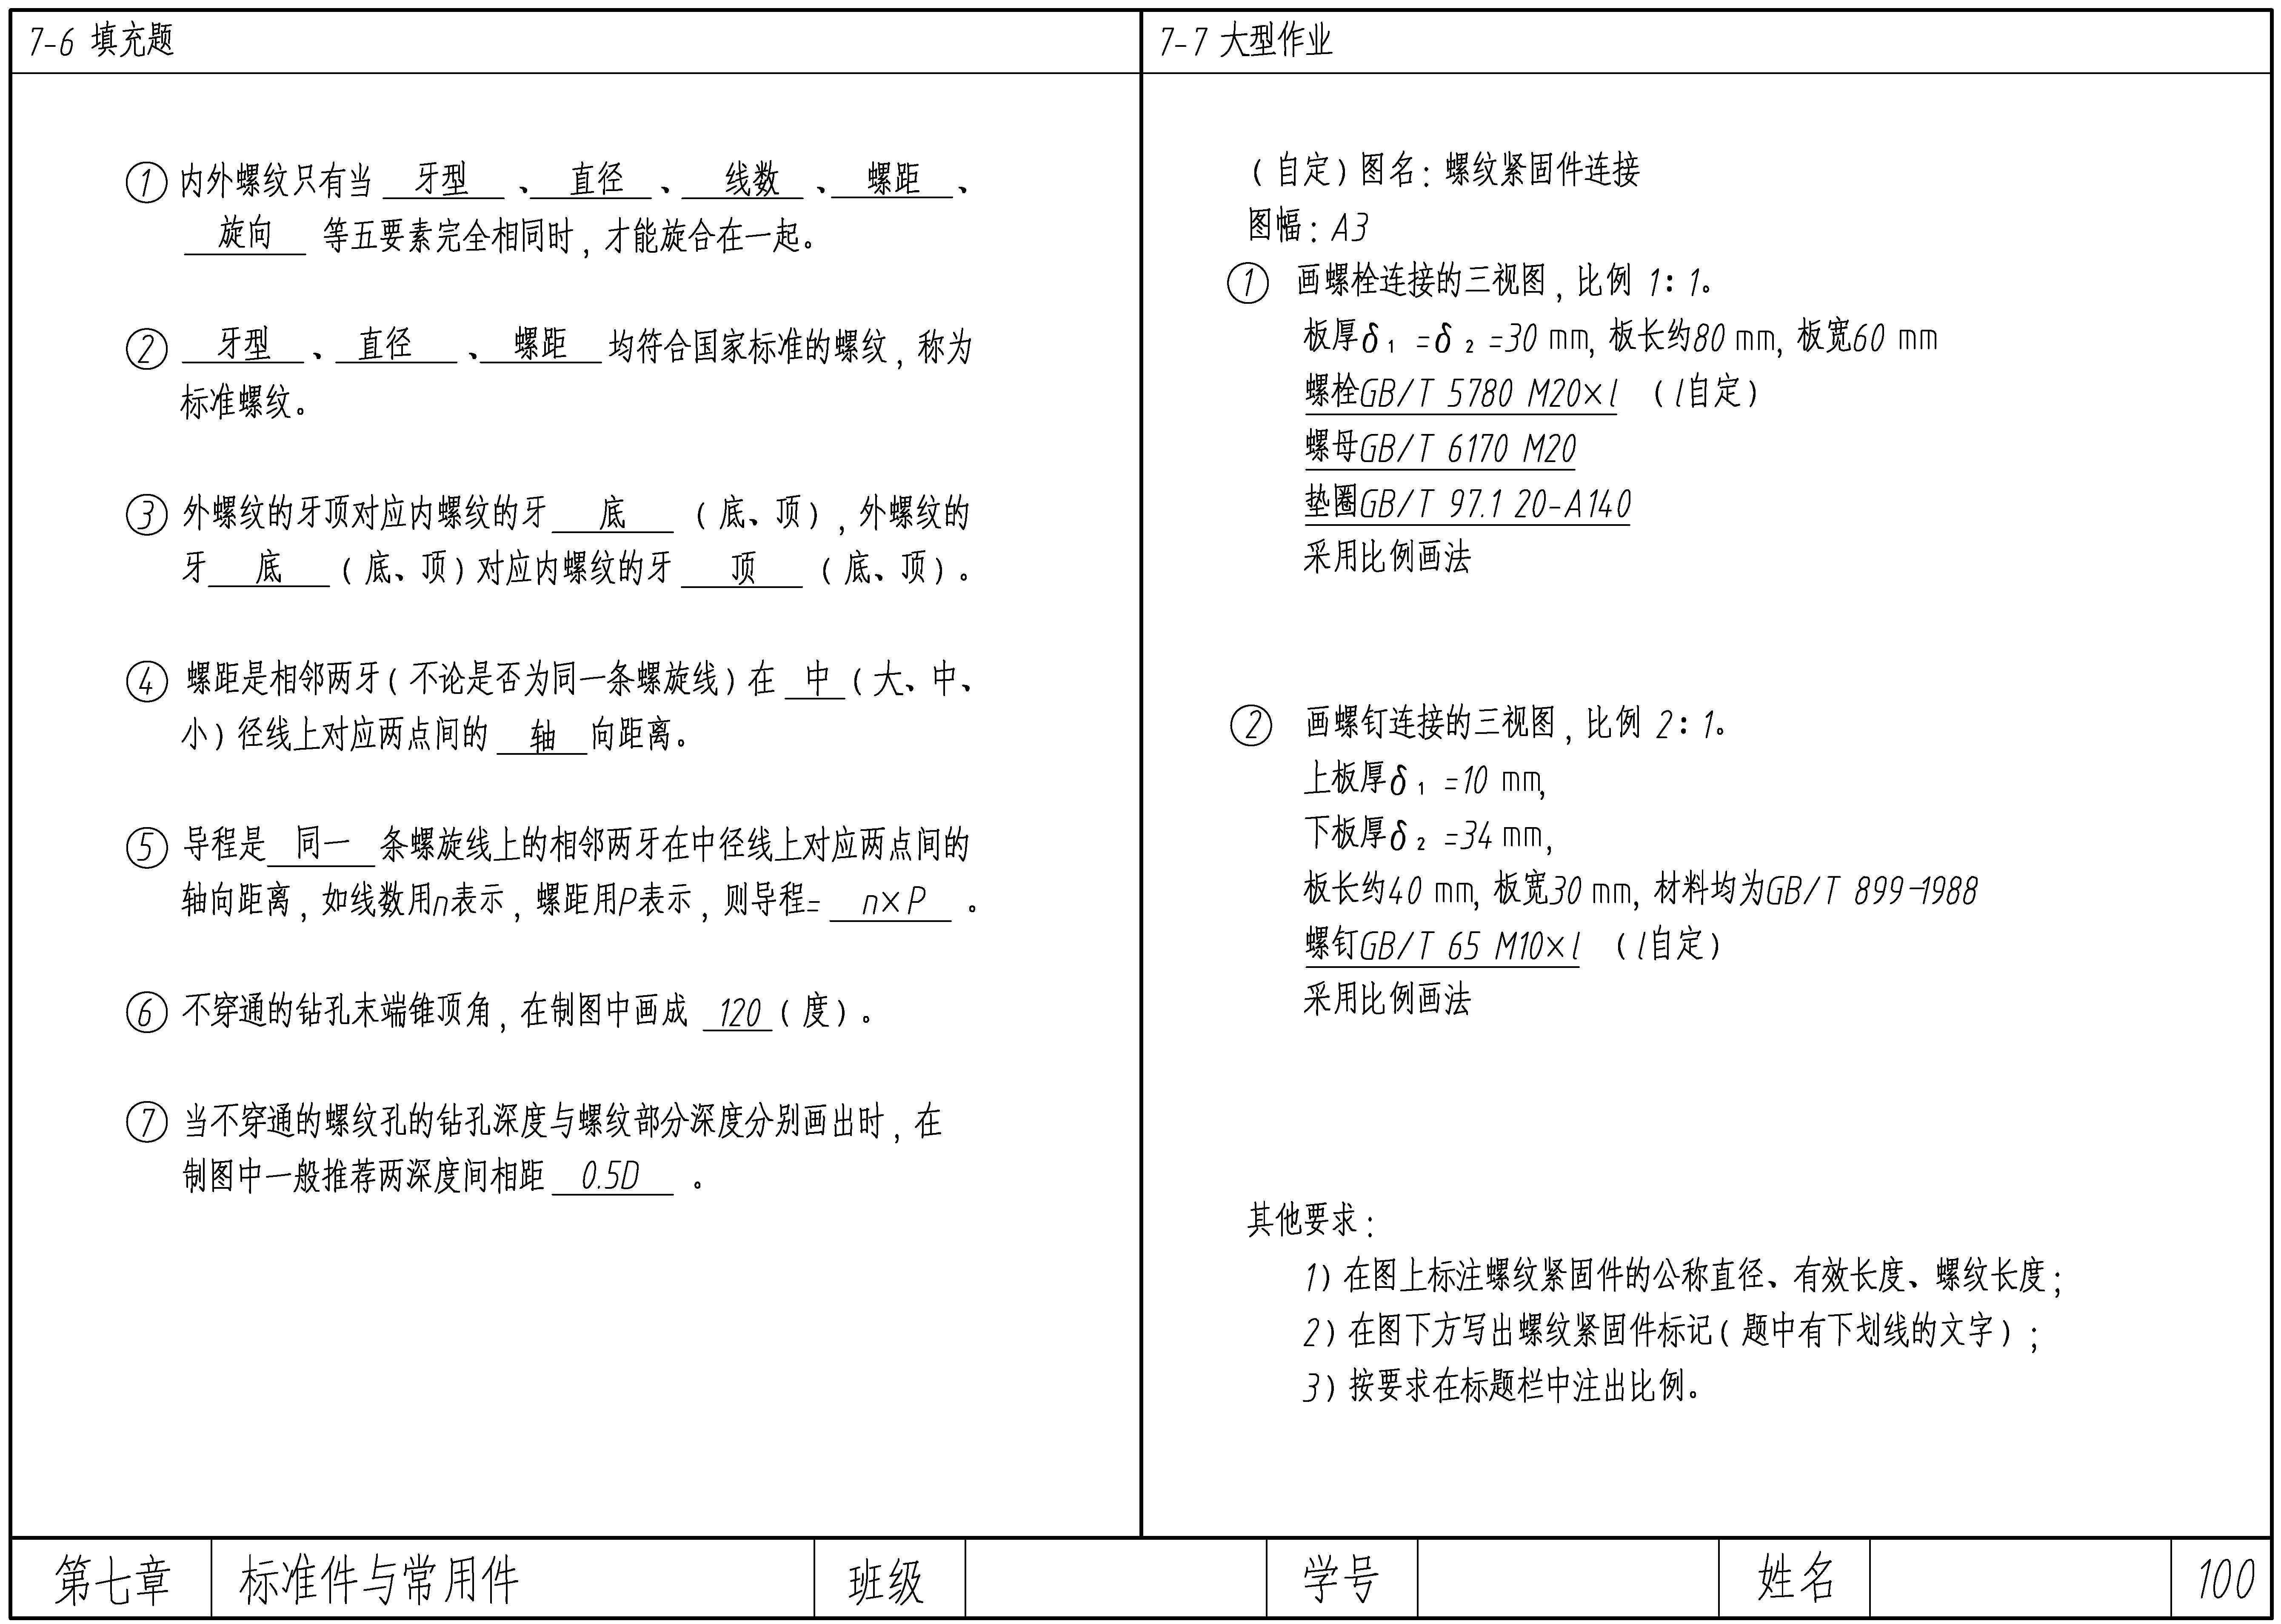 7-6 填充题
① 内外螺纹只有当 牙型 、 直径 、 线数 、 螺距 、
旋向 等五要素完全相同时，才能旋合在一起。
② 牙型 、 直径 、 螺距 均符合国家标准的螺纹，称为
标准螺纹。
③ 外螺纹的牙顶对应内螺纹的牙 底 （底、顶），外螺纹的
牙 底 （底、顶）对应内螺纹的牙 顶 （底、顶）。
④ 螺距是相邻两牙（不论是否为同一条螺旋线）在 中 （大、中、
小）径线上对应两点间的 轴 向距离。
⑤ 导程是 同一 条螺旋线上的相邻两牙在中径线上对应两点间的
轴向距离，如线数用n表示，螺距用P表示，则导程= n×P 。
⑥ 不穿通的钻孔末端锥顶角，在制图中画成 120 （度）。
⑦ 当不穿通的螺纹孔的钻孔深度与螺纹部分深度分别画出时，在
制图中一般推荐两深度间相距 0.5D 。
7-7 大型作业
（自定）图名：螺纹紧固件连接
图幅：A3
① 画螺栓连接的三视图，比例 1：1。
板厚δ1 =δ2 =30 mm, 板长约80 mm, 板宽60 mm
螺栓GB/T 5780 M20×l （l自定）
螺母GB/T 6170 M20
垫圈GB/T 97.1 20-A140
采用比例画法
② 画螺钉连接的三视图，比例 2：1。
上板厚δ1 =10 mm,
下板厚δ2 =34 mm,
板长约40 mm, 板宽30 mm, 材料均为GB/T 899-1988
螺钉GB/T 65 M10×l （l自定）
采用比例画法
其他要求：
1）在图上标注螺纹紧固件的公称直径、有效长度、螺纹长度；
2）在图下方写出螺纹紧固件标记（题中有下划线的文字）；
3）按要求在标题栏中注出比例。
第七章 标准件与常用件 班级 学号 姓名 100